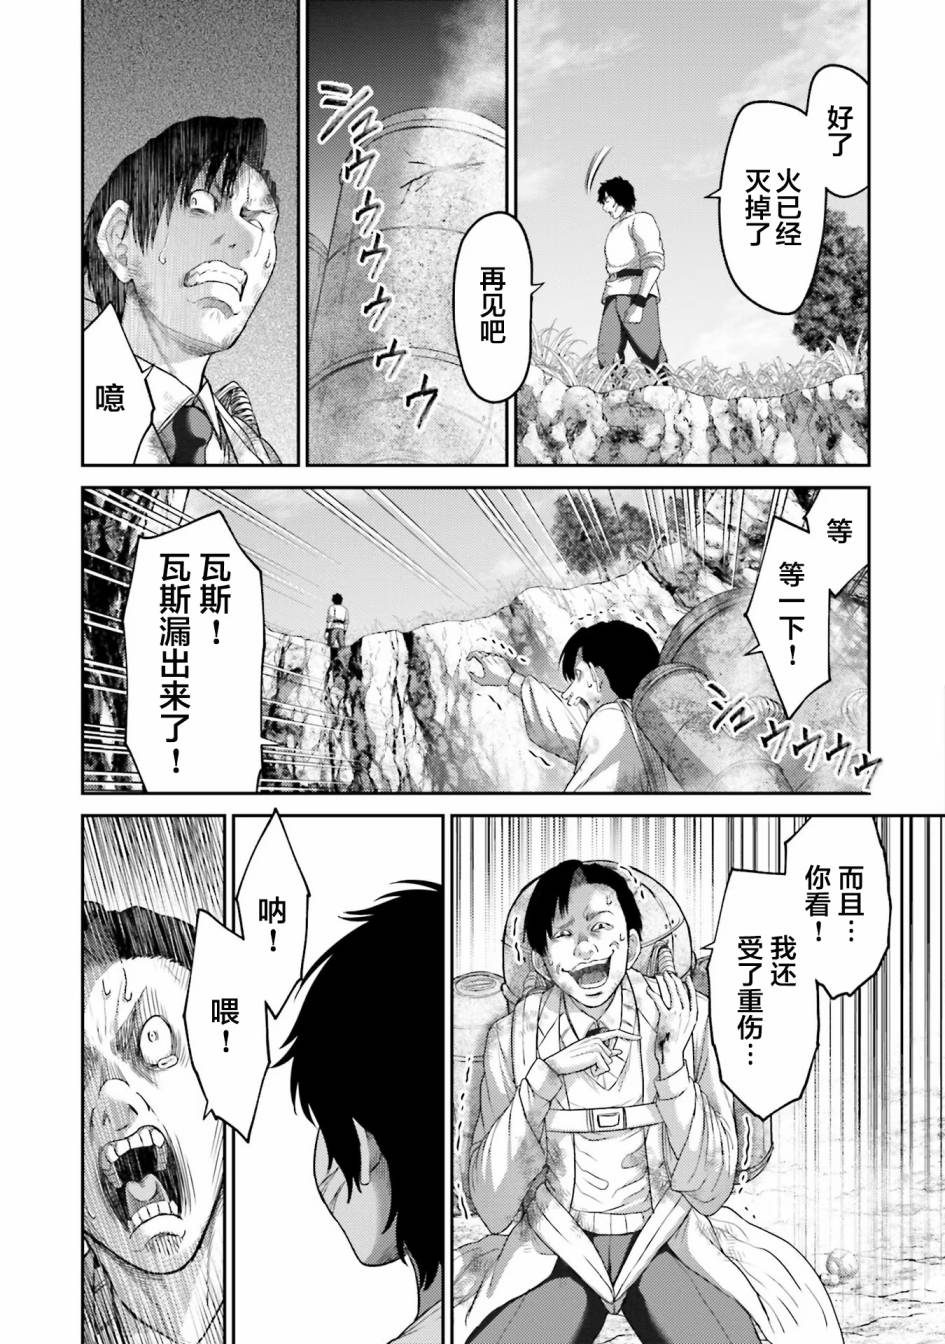 好了
火已经
灭掉了
再见吧
シュウウウウウ
噫
等
等一下！
瓦斯！
瓦斯漏出来了！
シュウウウウ
而且…
你看！
我还
受了重伤…
呐！
喂！